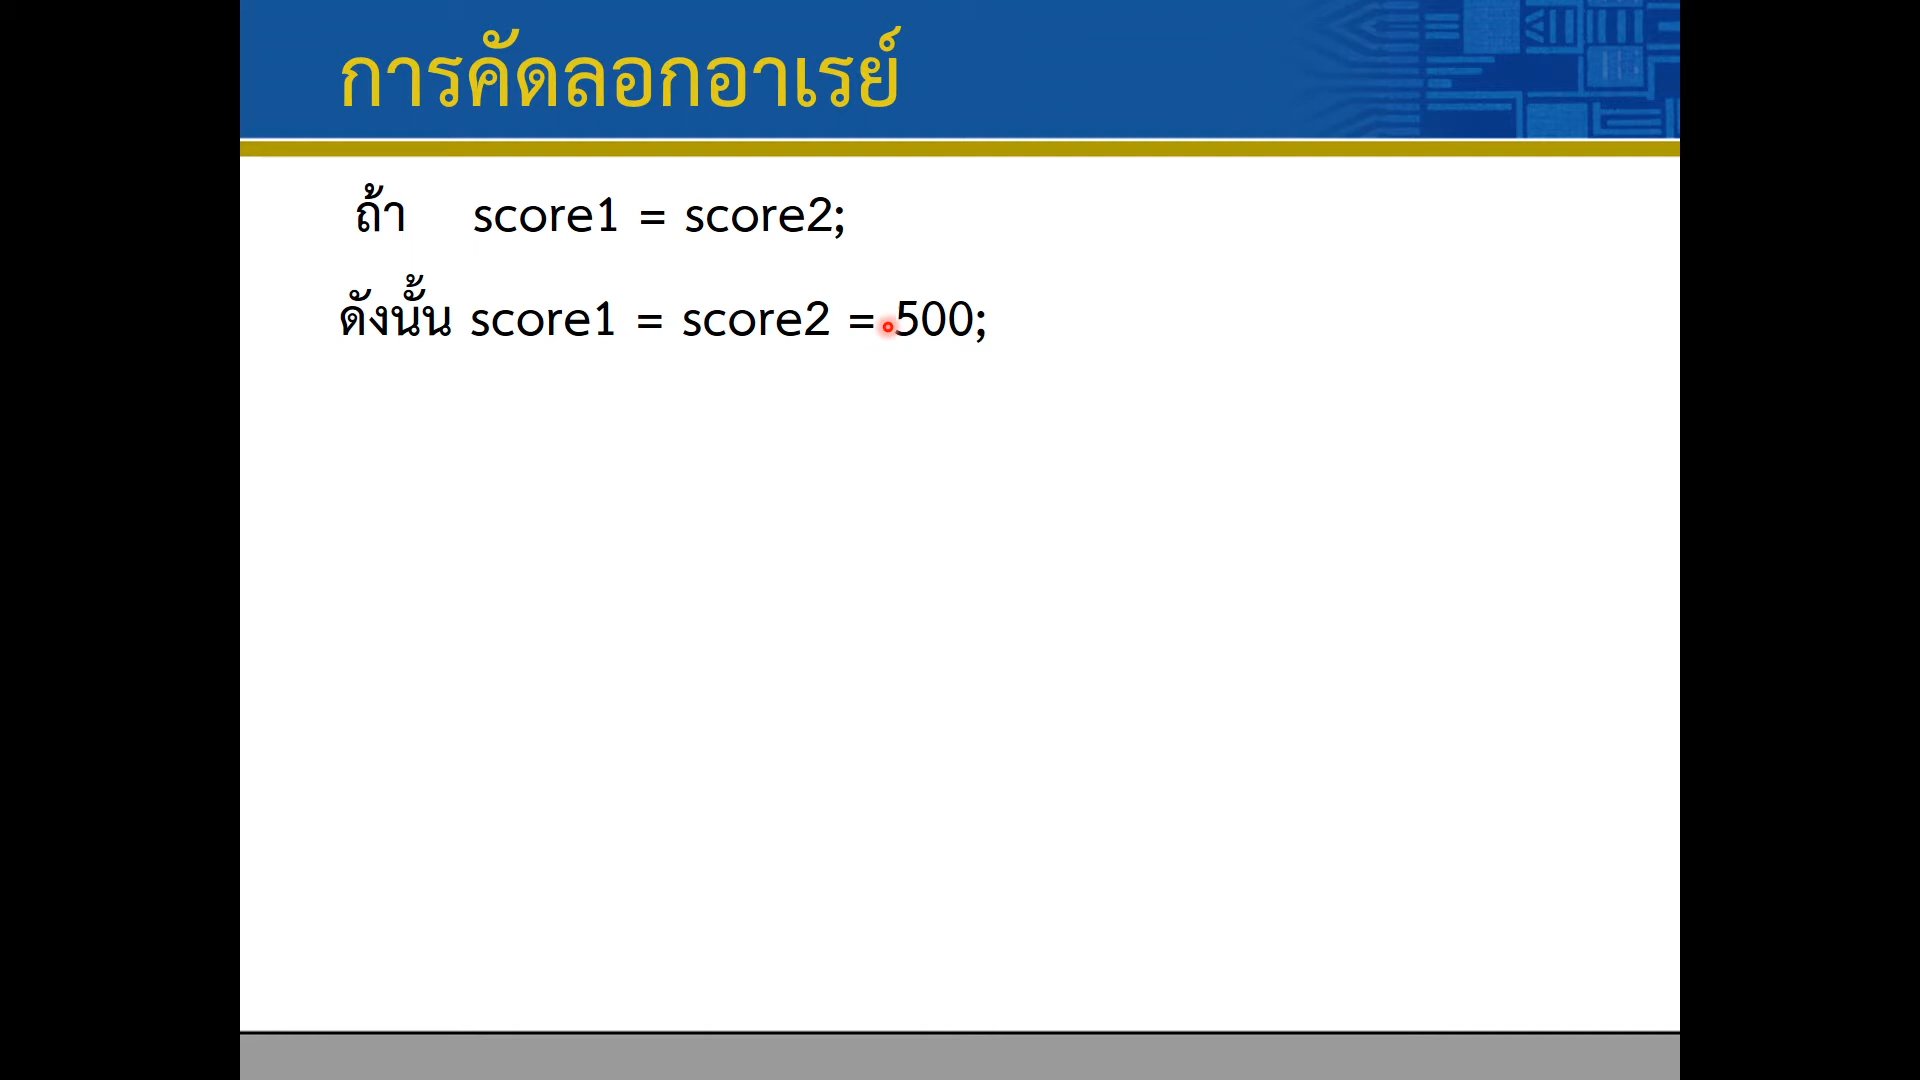 การคัดลอกอาเรย์
ถ้า score1 = score2;
ดังนั้น score1 = score2 = 500;